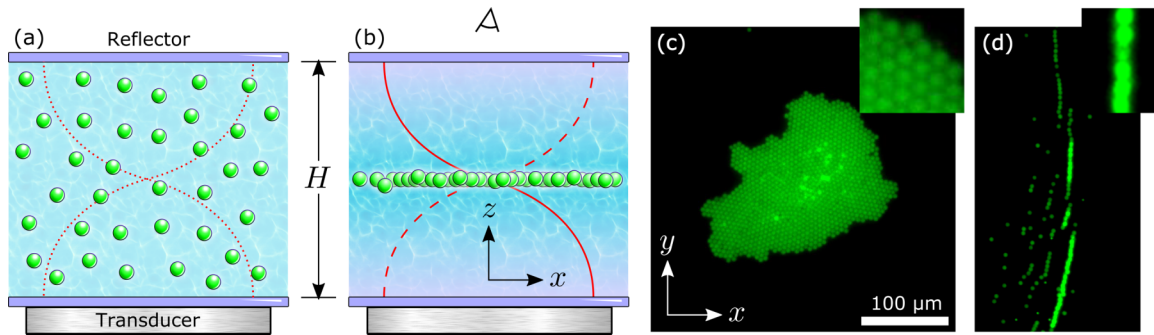 (a)
Reflector
Transducer
H
(b)
z
x
(c)
y
x
100 µm
(d)